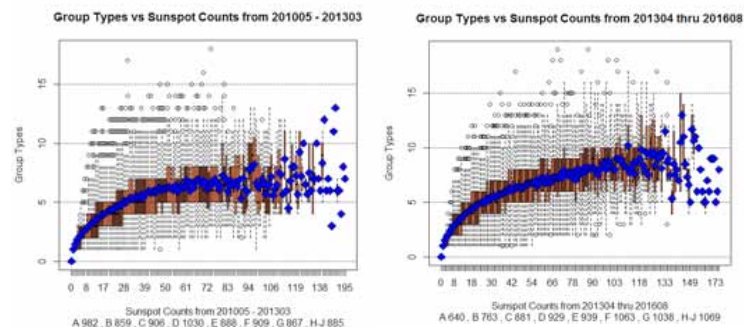 Group Types vs Sunspot Counts from 201005 - 201303
Group Types
15
10
5
0
0 8 17 28 39 50 61 72 83 94 106 119 138 195
Sunspot Counts from 201005 - 201303
A 982 , B 859 , C 906 , D 1030 , E 888 , F 909 , G 867 , H-J 885
Group Types vs Sunspot Counts from 201304 thru 201608
Group Types
15
10
5
0
0 8 18 30 42 54 66 78 90 103 118 133 149 173
Sunspot Counts from 201304 thru 201608
A 640 , B 763 , C 881 , D 929 , E 939 , F 1063 , G 1038 , H-J 1069